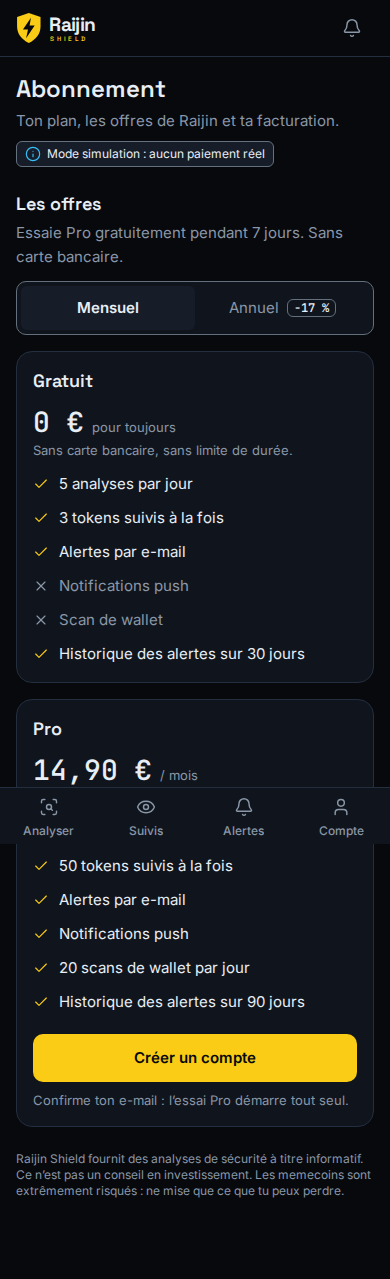 Raijin
SHIELD
Abonnement
Ton plan, les offres de Raijin et ta facturation.
Mode simulation : aucun paiement réel
Les offres
Essaie Pro gratuitement pendant 7 jours. Sans
carte bancaire.
Mensuel
Annuel -17 %
Gratuit
0 € pour toujours
Sans carte bancaire, sans limite de durée.
5 analyses par jour
3 tokens suivis à la fois
Alertes par e-mail
Notifications push
Scan de wallet
Historique des alertes sur 30 jours
Pro
14,90 € / mois
Analyser
Suivis
Alertes
Compte
50 tokens suivis à la fois
Alertes par e-mail
Notifications push
20 scans de wallet par jour
Historique des alertes sur 90 jours
Créer un compte
Confirme ton e-mail : l'essai Pro démarre tout seul.
Raijin Shield fournit des analyses de sécurité à titre informatif.
Ce n'est pas un conseil en investissement. Les memecoins sont
extrêmement risqués : ne mise que ce que tu peux perdre.